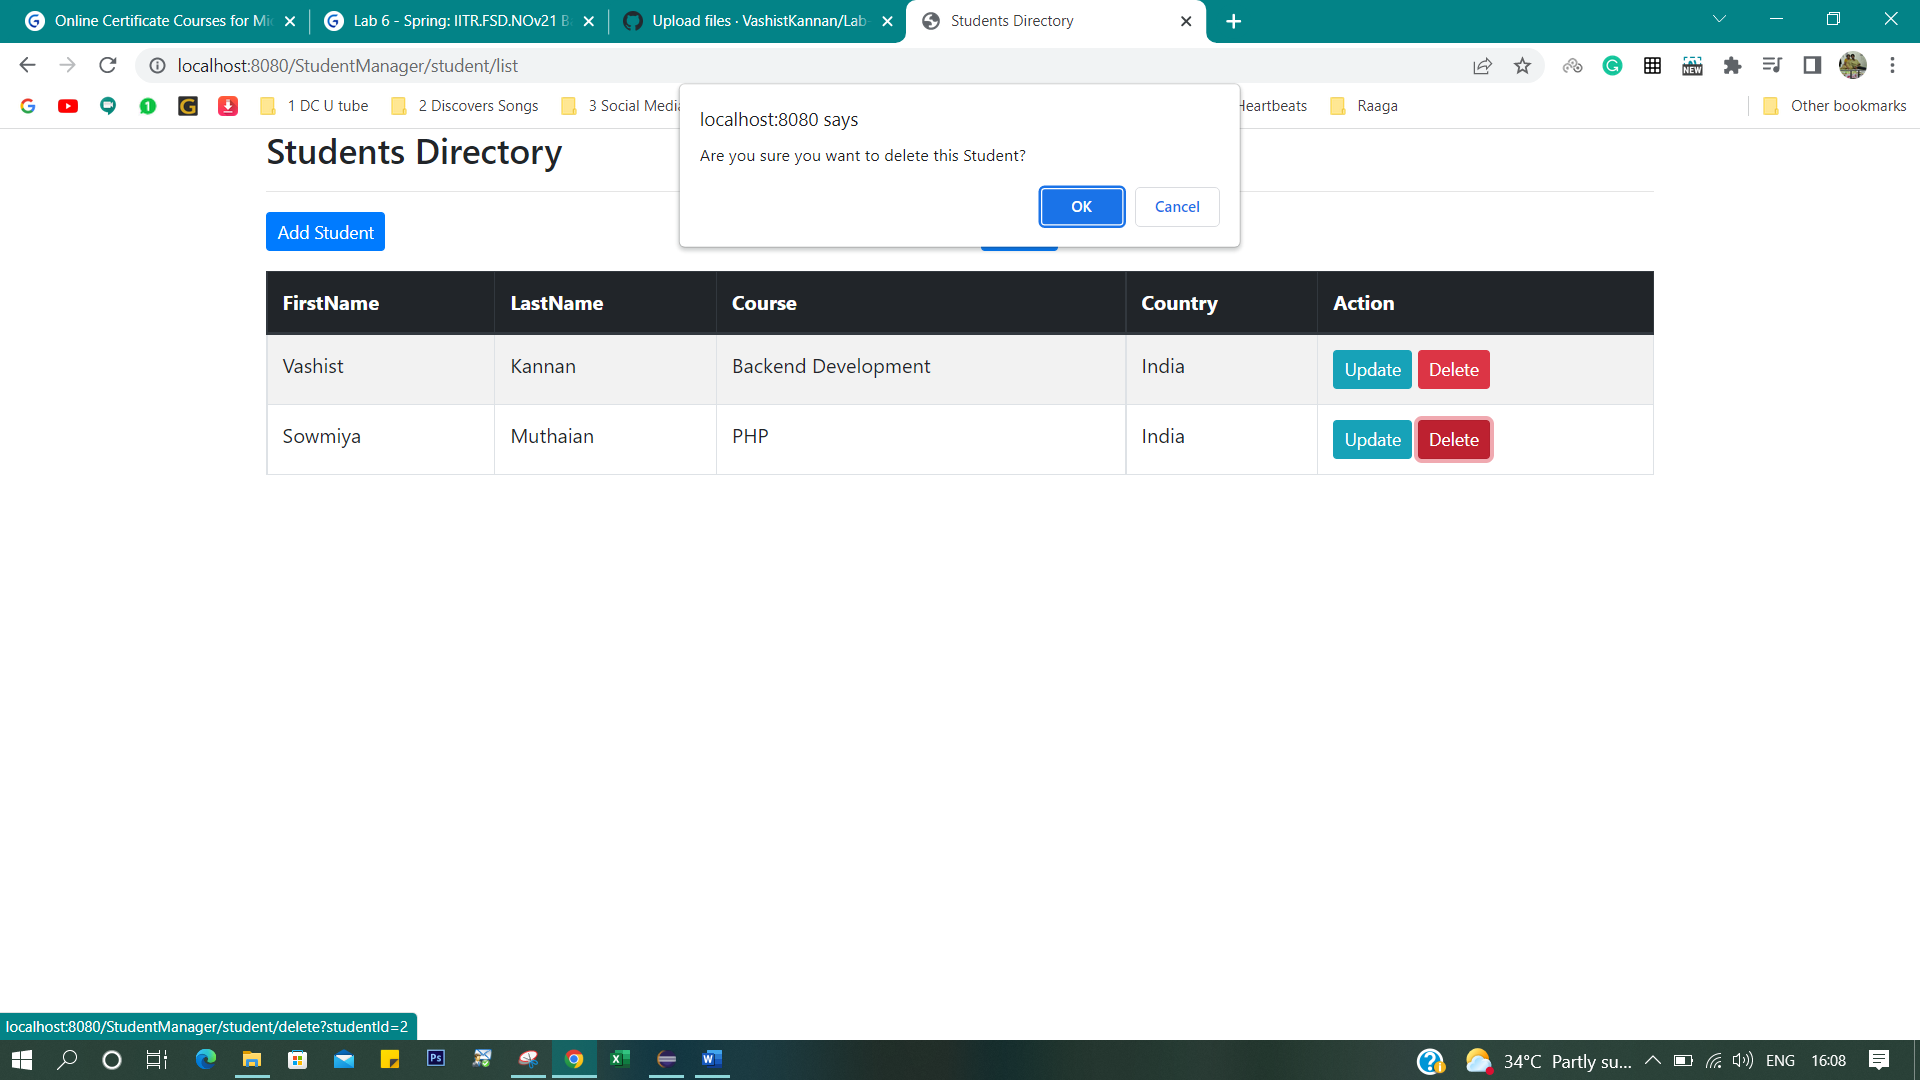 Online Certificate Courses for Mic
Lab 6 - Spring: IITR.FSD.NOv21 B
Upload files · VashistKannan/Lab-
Students Directory
localhost:8080/StudentManager/student/list
1 DC U tube
2 Discovers Songs
3 Social Media
Heartbeats
Raaga
Other bookmarks
localhost:8080 says
Are you sure you want to delete this Student?
OK
Cancel
Students Directory
Add Student
FirstName LastName Course Country Action
Vashist Kannan Backend Development India Update Delete
Sowmiya Muthaian PHP India Update Delete
localhost:8080/StudentManager/student/delete?studentId=2
34°C Partly su...
ENG
16:08